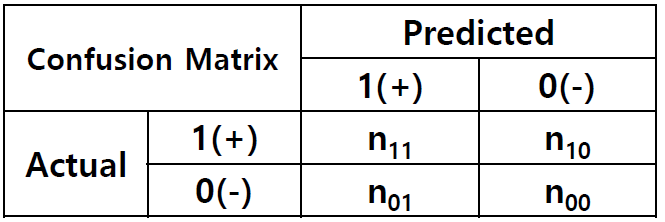 Confusion Matrix
Predicted
1(+) 0(-)
Actual
1(+) n11 n10
0(-) n01 n00